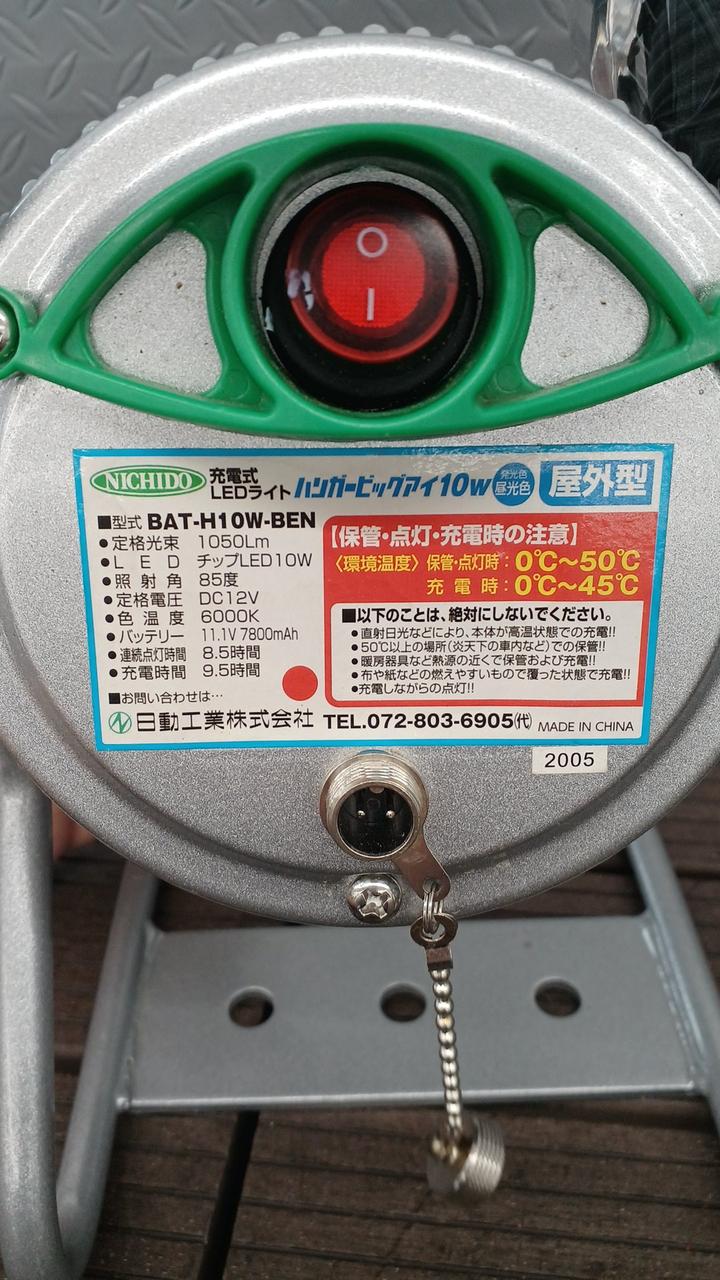 O
I
NICHIDO 充電式 LEDライト ハンガービッグアイ10w 発光色 昼光色 屋外型
■型式 BAT-H10W-BEN
●定格光束 1050Lm
●LED チップLED10W
●照射角 85度
●定格電圧 DC12V
●色温度 6000K
●バッテリー 11.1V 7800mAh
●連続点灯時間 8.5時間
●充電時間 9.5時間
【保管・点灯・充電時の注意】
〈環境温度〉保管・点灯時：0℃～50℃
充電時：0℃～45℃
■以下のことは、絶対にしないでください。
●直射日光などにより、本体が高温状態での充電!!
●50℃以上の場所(炎天下の車内など)での保管!!
●暖房器具など熱源の近くで保管および充電!!
●布や紙などの燃えやすいもので覆った状態で充電!!
●充電しながらの点灯!!
■お問い合わせは…
日動工業株式会社 TEL.072-803-6905㈹ MADE IN CHINA
2005